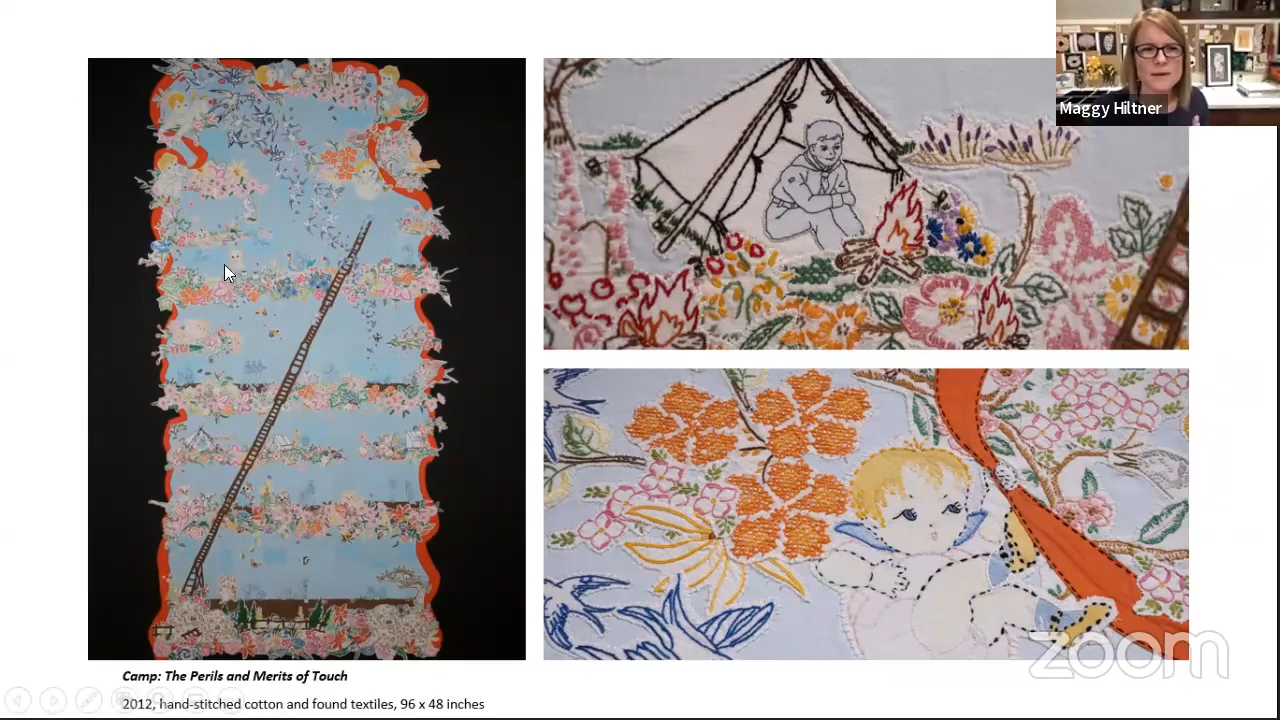 Maggy Hiltner
zoom
Camp: The Perils and Merits of Touch
2012, hand-stitched cotton and found textiles, 96 x 48 inches